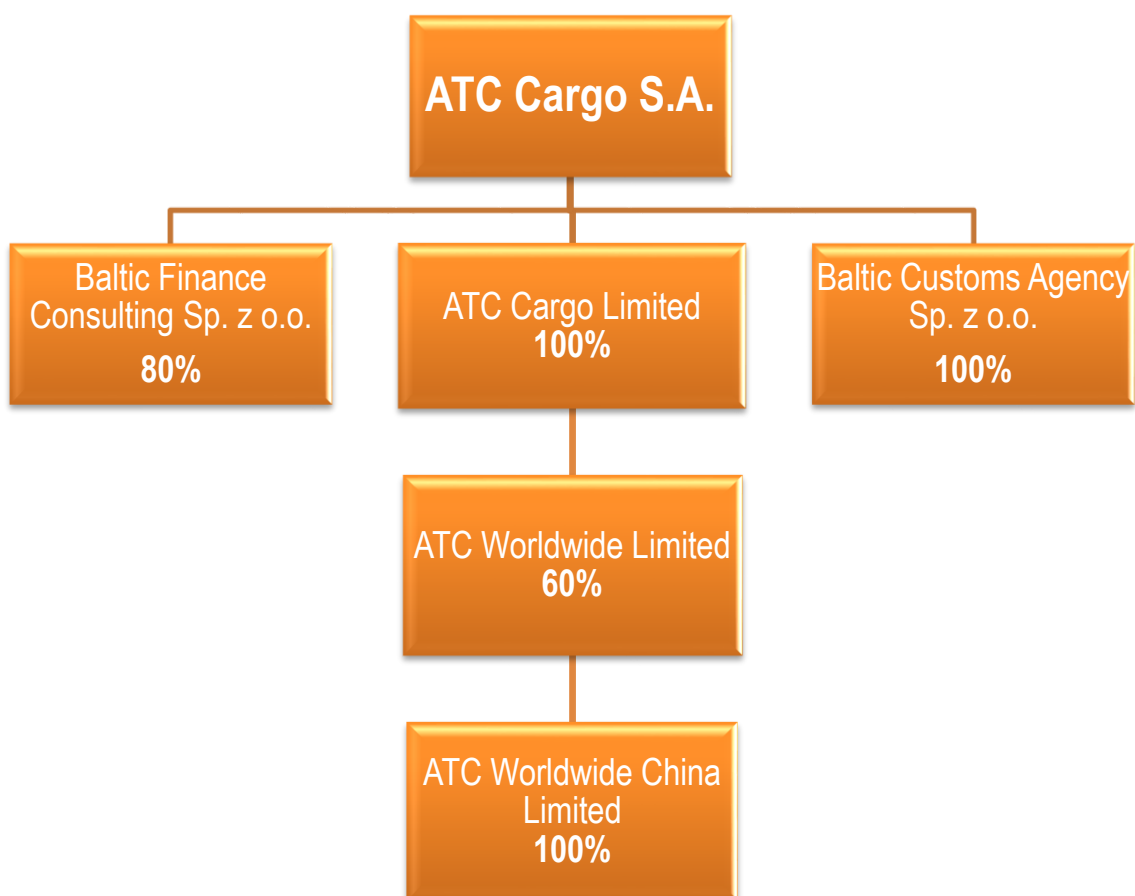 ATC Cargo S.A.
Baltic Finance
Consulting Sp. z o.o.
80%
ATC Cargo Limited
100%
Baltic Customs Agency
Sp. z o.o.
100%
ATC Worldwide Limited
60%
ATC Worldwide China
Limited
100%